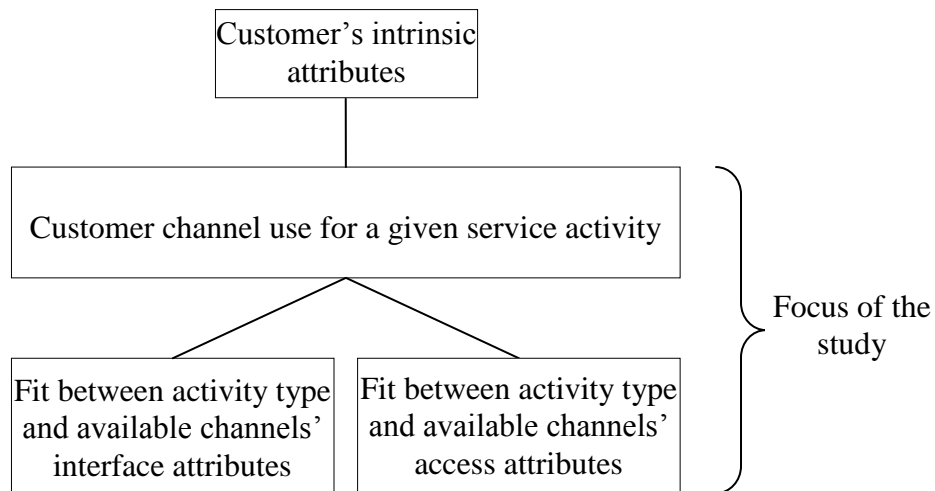 Customer’s intrinsic
attributes
Customer channel use for a given service activity
Focus of the
study
Fit between activity type
and available channels’
interface attributes
Fit between activity type
and available channels’
access attributes